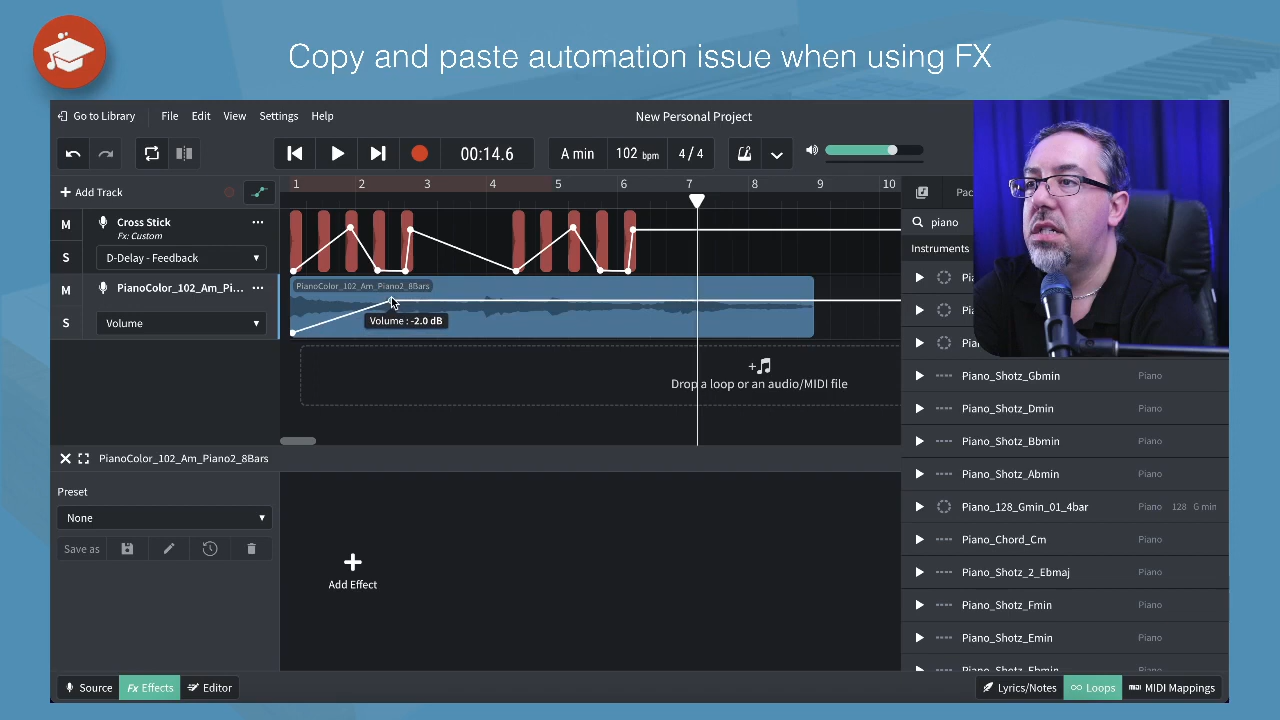 Copy and paste automation issue when using FX
Go to Library File Edit View Settings Help New Personal Project
00:14.6 A min 102 bpm 4 / 4
+ Add Track 1 2 3 4 5 6 7 8 9 10 Pac
M Cross Stick ...
Fx: Custom
S D-Delay - Feedback
piano
Instruments
M PianoColor_102_Am_Pi... ...
PianoColor_102_Am_Piano2_8Bars
S Volume
Volume : -2.0 dB
Drop a loop or an audio/MIDI file
Piano_Shotz_Gbmin Piano
Piano_Shotz_Dmin Piano
Piano_Shotz_Bbmin Piano
Piano_Shotz_Abmin Piano
Piano_128_Gmin_01_4bar Piano 128 G min
Piano_Chord_Cm Piano
Piano_Shotz_2_Ebmaj Piano
Piano_Shotz_Fmin Piano
Piano_Shotz_Emin Piano
Piano_Shotz_Ebmin Piano
PianoColor_102_Am_Piano2_8Bars
Preset
None
Save as
Add Effect
Source Fx Effects Editor Lyrics/Notes Loops MIDI Mappings